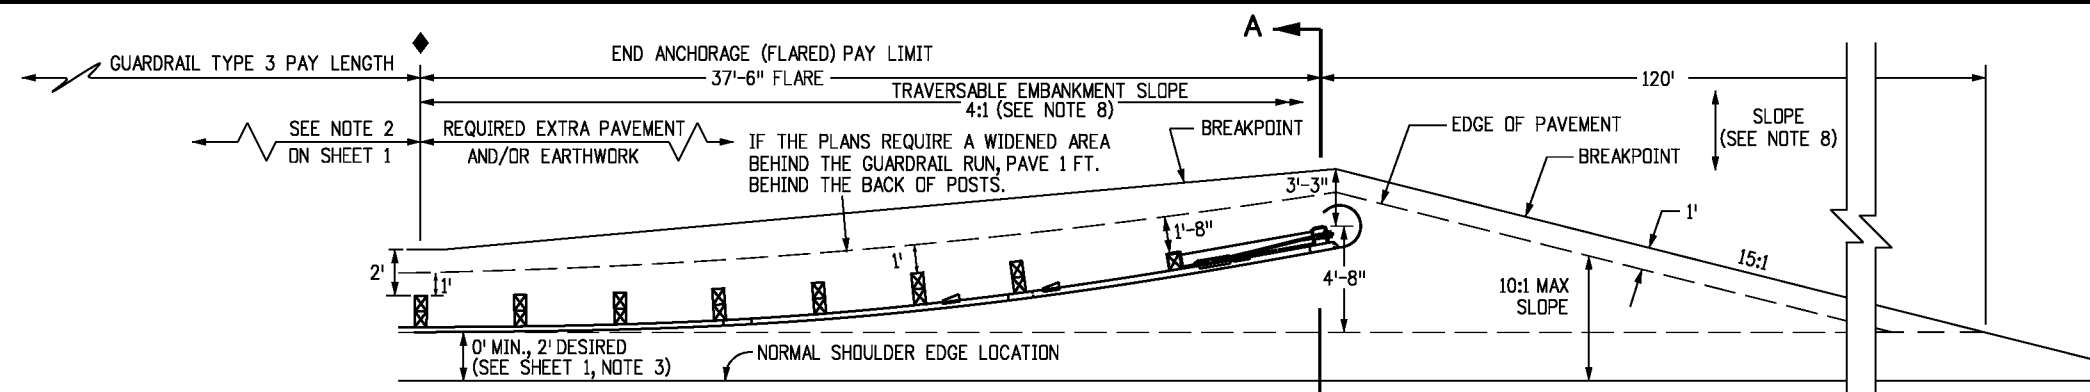 A
GUARDRAIL TYPE 3 PAY LENGTH
END ANCHORAGE (FLARED) PAY LIMIT
37'-6" FLARE
120'
TRAVERSABLE EMBANKMENT SLOPE
4:1 (SEE NOTE 8)
SEE NOTE 2
ON SHEET 1
REQUIRED EXTRA PAVEMENT
AND/OR EARTHWORK
IF THE PLANS REQUIRE A WIDENED AREA
BEHIND THE GUARDRAIL RUN, PAVE 1 FT.
BEHIND THE BACK OF POSTS.
BREAKPOINT
EDGE OF PAVEMENT
BREAKPOINT
SLOPE
(SEE NOTE 8)
3'-3"
1'
1'-8"
1'
2'
1'
4'-8"
15:1
10:1 MAX
SLOPE
0' MIN., 2' DESIRED
(SEE SHEET 1, NOTE 3)
NORMAL SHOULDER EDGE LOCATION